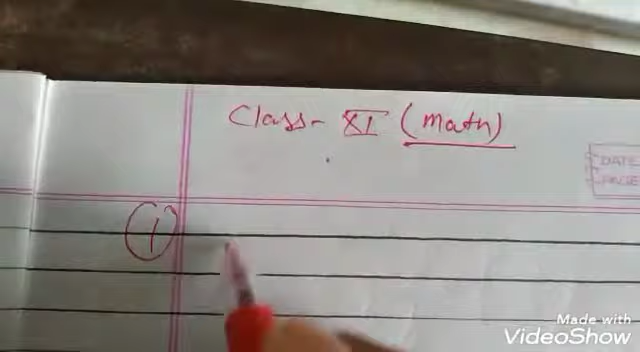 Class- XI (Math)
DATE
PAGE
1
Made with
VideoShow